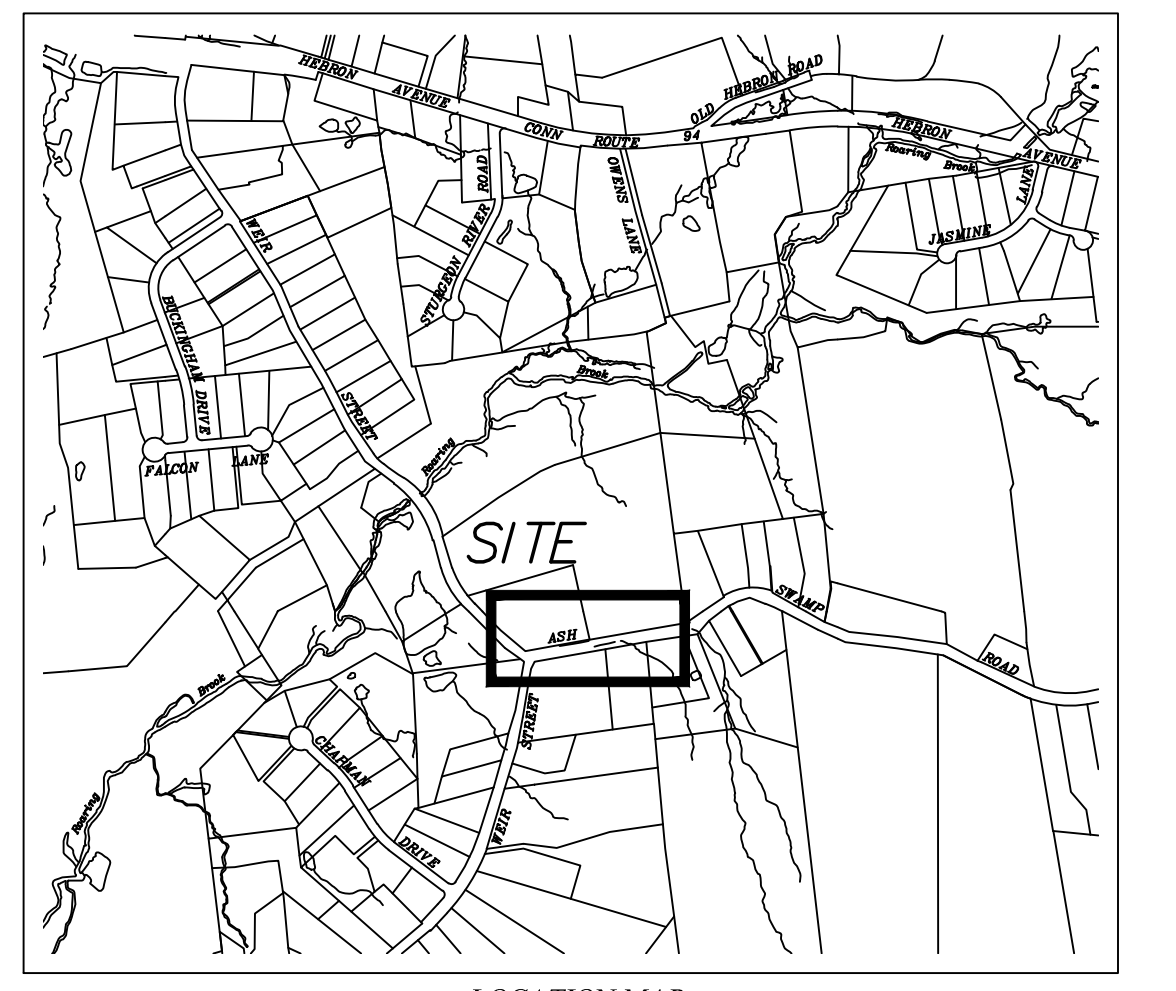 HEBRON
AVENUE
CONN
ROUTE
94
OLD
HEBRON ROAD
HEBRON
AVENUE
Roaring
Brook
LANE
JASMINE
OWENS LANE
ROAD
STURGEON RIVER
WEIR
BUCKINGHAM DRIVE
STREET
FALCON
LANE
Brook
Roaring
SITE
ASH
SWAMP
ROAD
Brook
STREET
CHAPMAN
Roaring
WEIR
DRIVE
LOCATION MAP